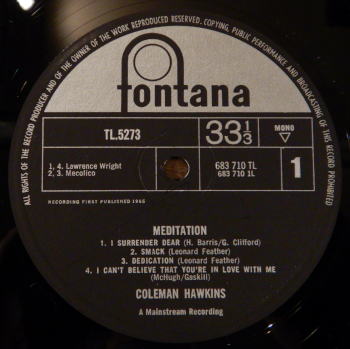 ALL RIGHTS OF THE RECORD PRODUCER AND OF THE OWNER OF THE WORK REPRODUCED RESERVED. COPYING, PUBLIC PERFORMANCE AND BROADCASTING OF THIS RECORD PROHIBITED
fontana
TL.5273
33 1/3
MONO
1, 4. Lawrence Wright
2, 3. Mecolico
683 710 TL
683 710 1L
1
RECORDING FIRST PUBLISHED 1965
MEDITATION
1. I SURRENDER DEAR (H. Barris/G. Clifford)
2. SMACK (Leonard Feather)
3. DEDICATION (Leonard Feather)
4. I CAN'T BELIEVE THAT YOU'RE IN LOVE WITH ME
(McHugh/Gaskill)
COLEMAN HAWKINS
A Mainstream Recording